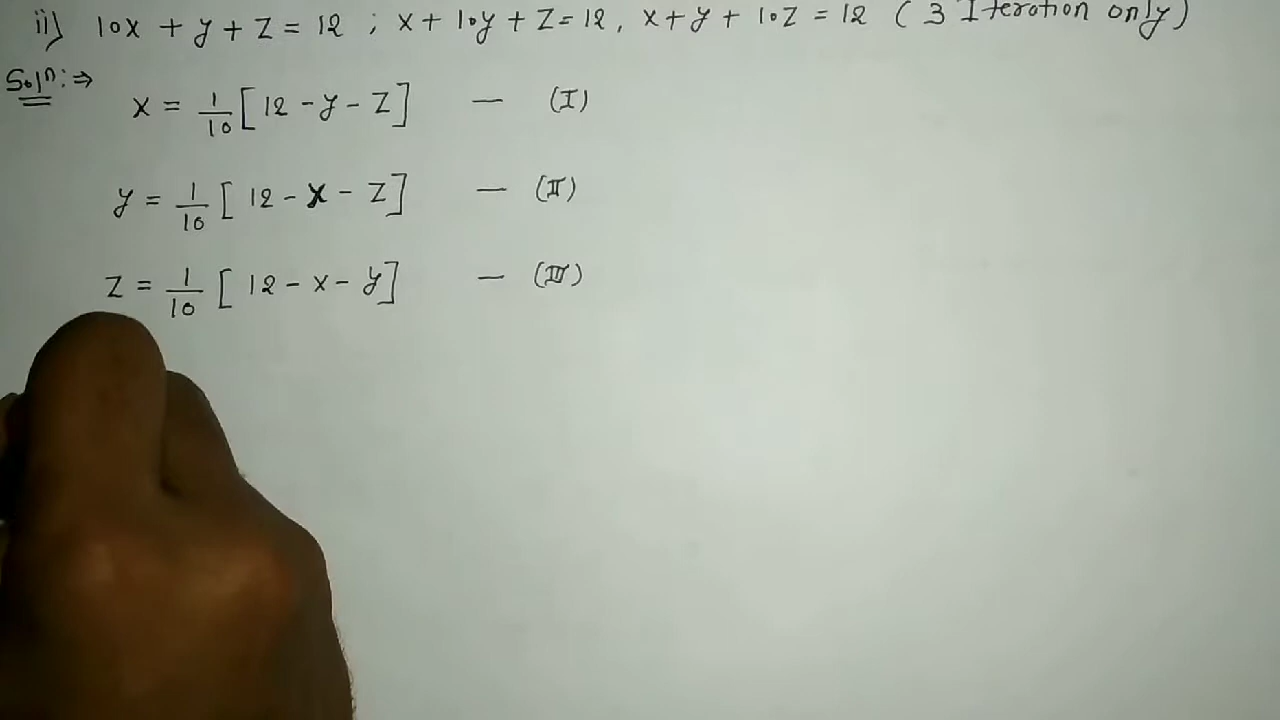 ii) 10x + y + z = 12 ; x + 10y + z = 12, x + y + 10z = 12 ( 3 Iteration only )
Soln: ⇒
x = 1/10 [ 12 - y - z ] — (I)
y = 1/10 [ 12 - x - z ] — (II)
z = 1/10 [ 12 - x - y ] — (III)